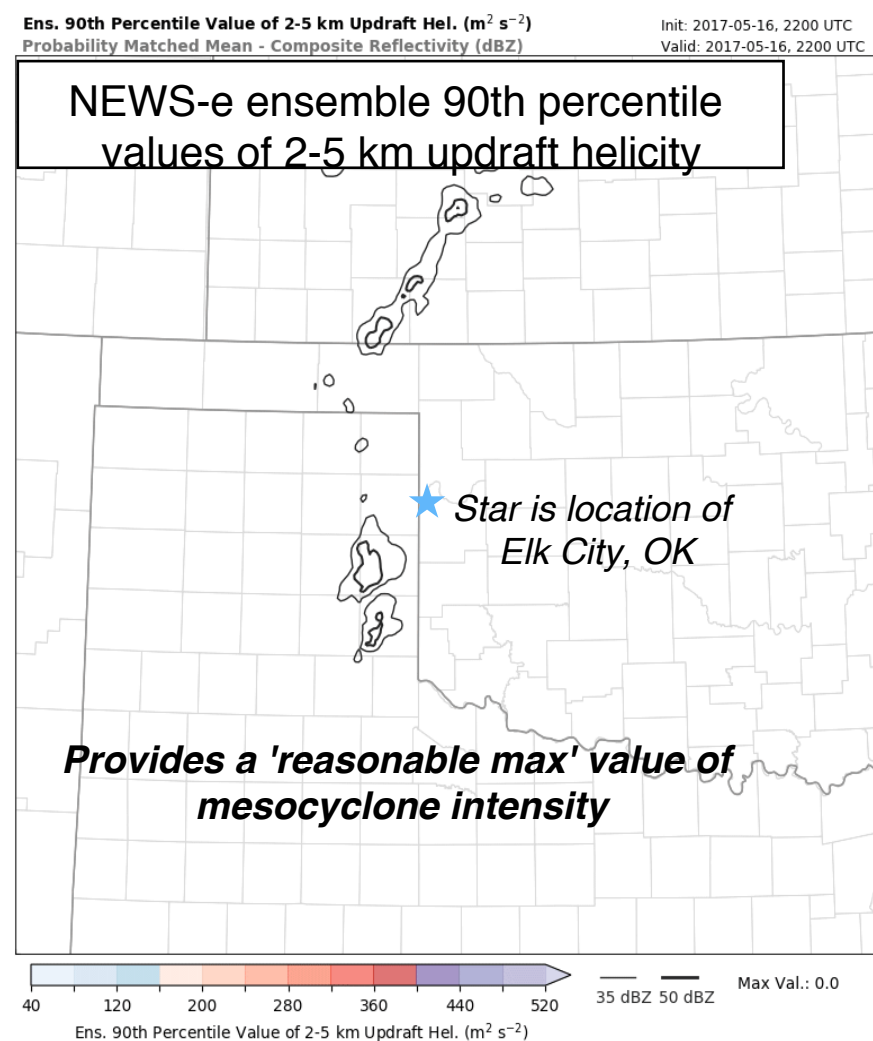 Ens. 90th Percentile Value of 2-5 km Updraft Hel. (m² s⁻²)
Probability Matched Mean - Composite Reflectivity (dBZ)
Init: 2017-05-16, 2200 UTC
Valid: 2017-05-16, 2200 UTC
NEWS-e ensemble 90th percentile
values of 2-5 km updraft helicity
Star is location of
Elk City, OK
Provides a 'reasonable max' value of
mesocyclone intensity
40 120 200 280 360 440 520
Ens. 90th Percentile Value of 2-5 km Updraft Hel. (m² s⁻²)
35 dBZ 50 dBZ
Max Val.: 0.0